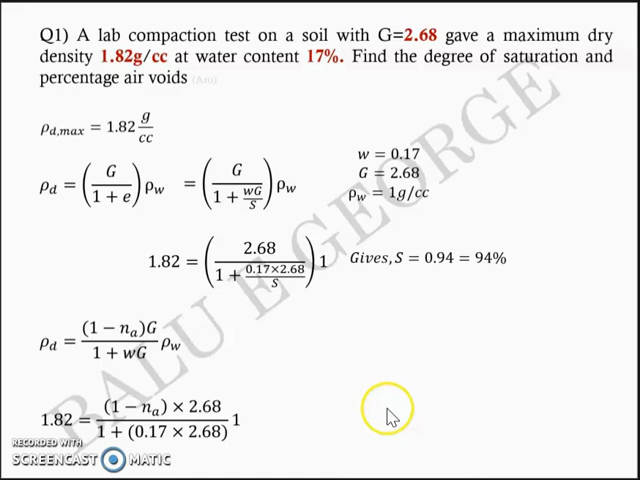 Q1) A lab compaction test on a soil with G=2.68 gave a maximum dry
density 1.82g/cc at water content 17%. Find the degree of saturation and
percentage air voids
ρd,max = 1.82 g/cc
ρd = (G/(1 + e)) ρw = (G/(1 + wG/S)) ρw
w = 0.17
G = 2.68
ρw = 1g/cc
1.82 = (2.68/(1 + 0.17×2.68/S)) 1 Gives, S = 0.94 = 94%
ρd = (1 − na)G/(1 + wG) ρw
1.82 = (1 − na) × 2.68/(1 + (0.17 × 2.68)) 1
BALU E GEORGE
RECORDED WITH
SCREENCAST MATIC